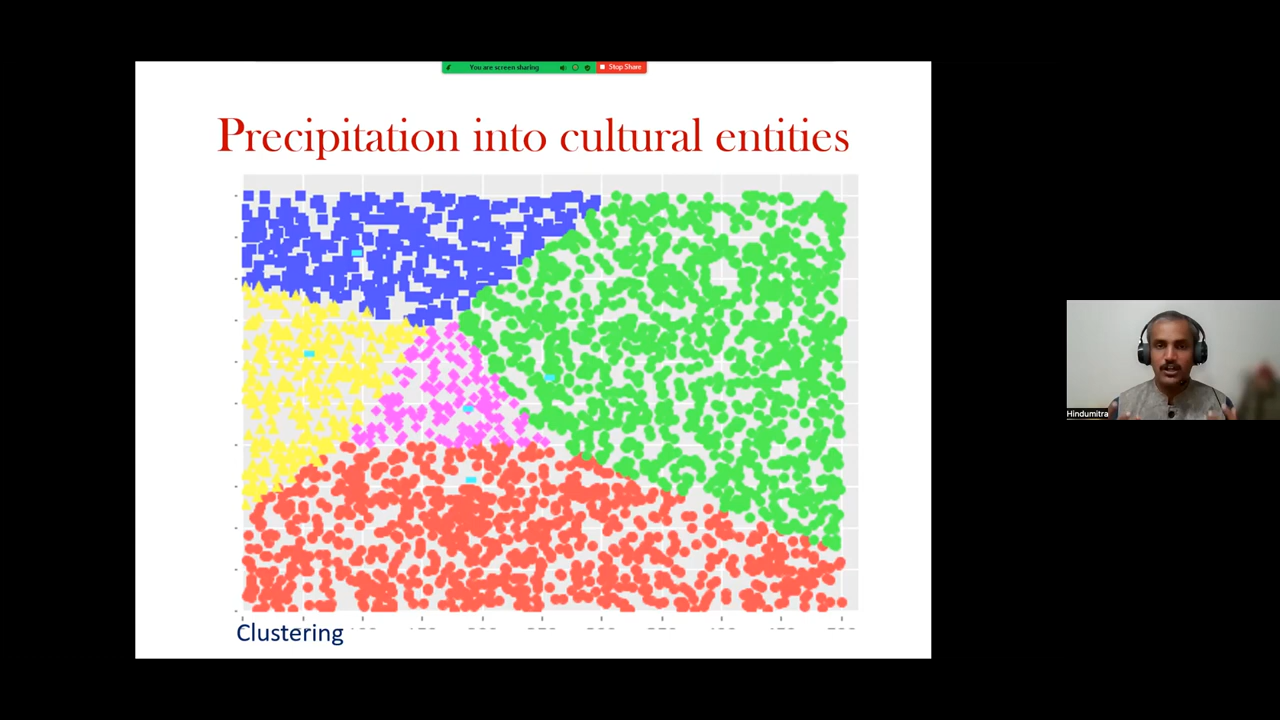 You are screen sharing
Stop Share
Precipitation into cultural entities
Hindumitra
Clustering